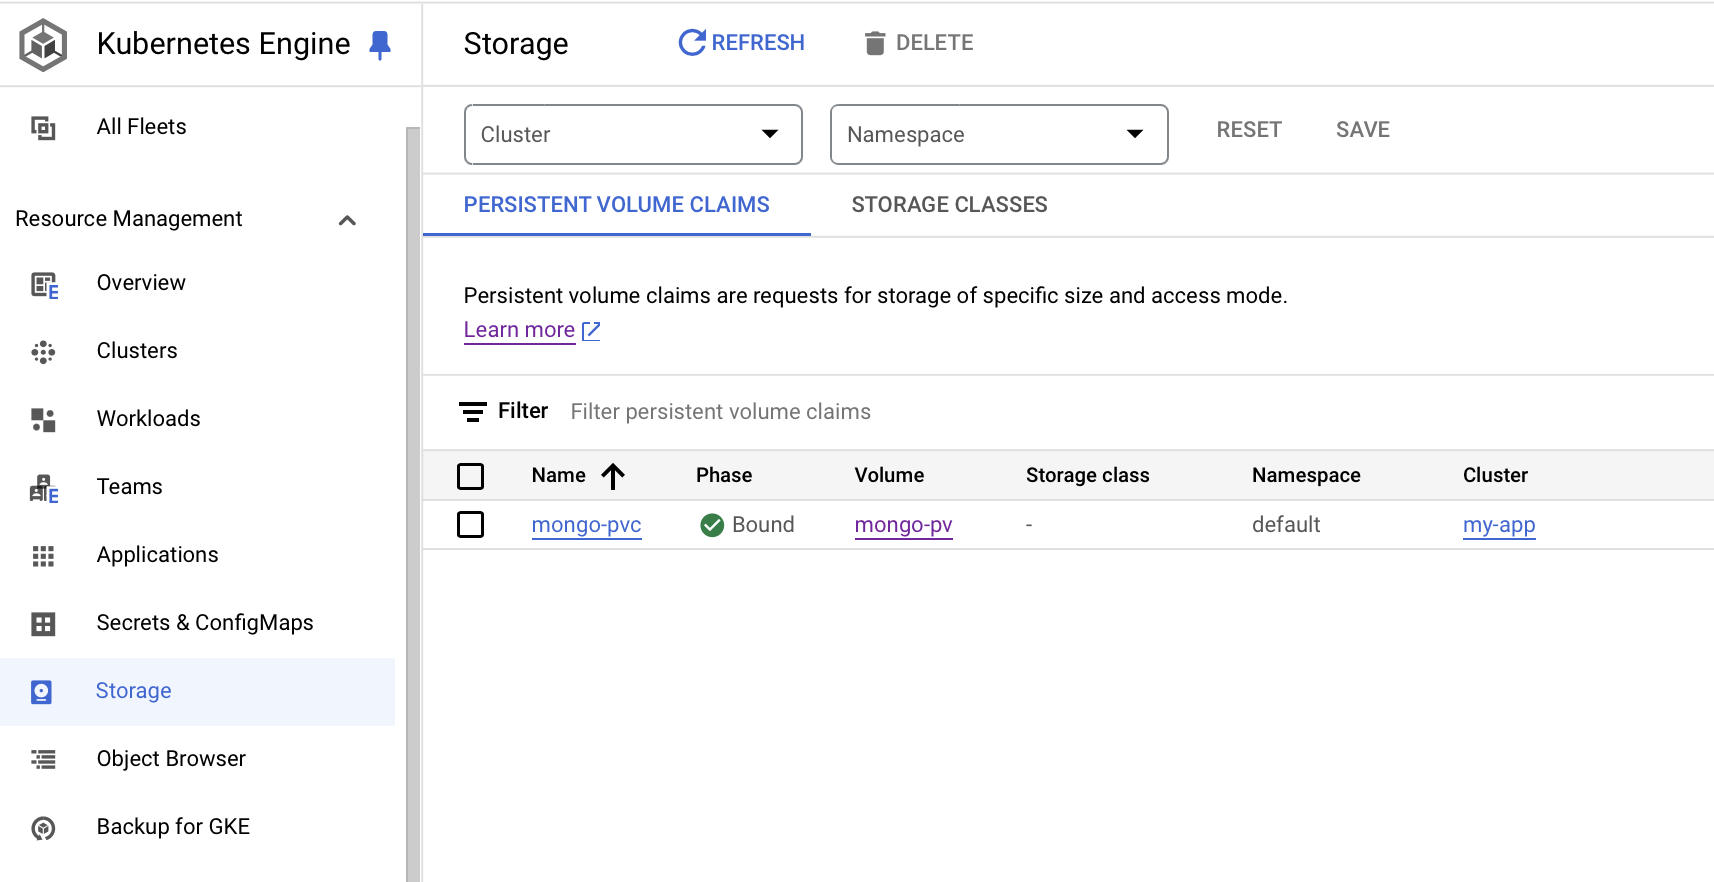 Kubernetes Engine
Storage
REFRESH
DELETE
All Fleets
Resource Management
Overview
Clusters
Workloads
Teams
Applications
Secrets & ConfigMaps
Storage
Object Browser
Backup for GKE
Cluster
Namespace
RESET
SAVE
PERSISTENT VOLUME CLAIMS
STORAGE CLASSES
Persistent volume claims are requests for storage of specific size and access mode.
Learn more
Filter Filter persistent volume claims
Name Phase Volume Storage class Namespace Cluster
mongo-pvc Bound mongo-pv - default my-app